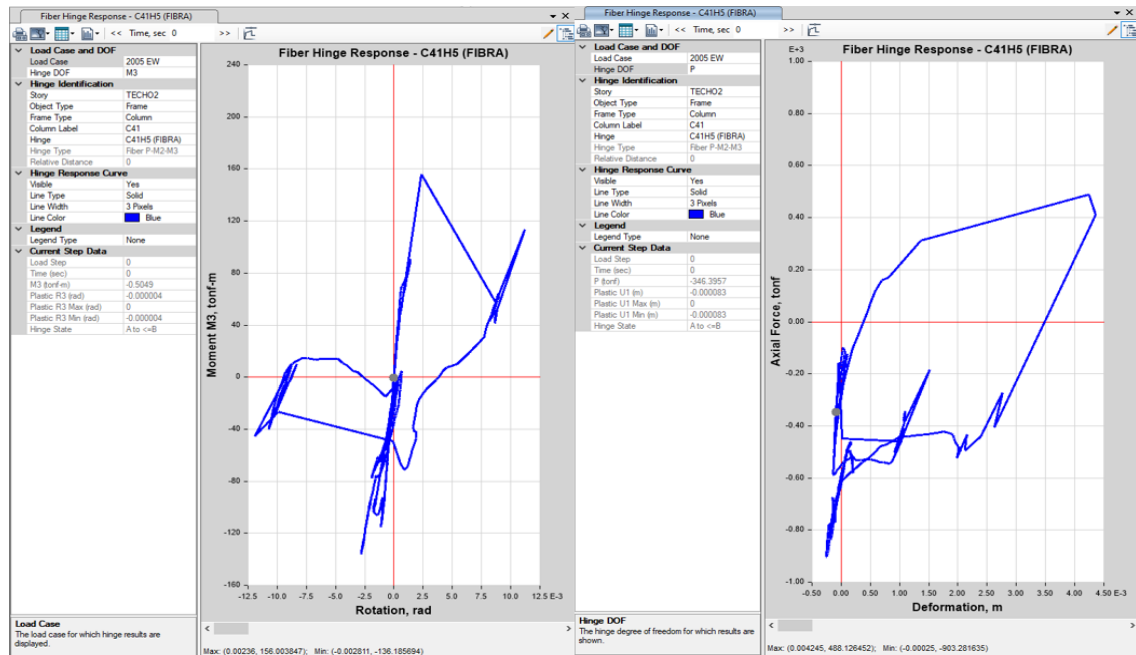 Fiber Hinge Response - C41H5 (FIBRA)
<< Time, sec 0 >>
Load Case and DOF
Load Case 2005 EW
Hinge DOF M3
Hinge Identification
Story TECHO2
Object Type Frame
Frame Type Column
Column Label C41
Hinge C41H5 (FIBRA)
Hinge Type Fiber P-M2-M3
Relative Distance 0
Hinge Response Curve
Visible Yes
Line Type Solid
Line Width 3 Pixels
Line Color Blue
Legend
Legend Type None
Current Step Data
Load Step 0
Time (sec) 0
M3 (tonf-m) -0.5049
Plastic R3 (rad) -0.000004
Plastic R3 Max (rad) 0
Plastic R3 Min (rad) -0.000004
Hinge State A to <=B
Load Case
The load case for which hinge results are
displayed.
Fiber Hinge Response - C41H5 (FIBRA)
240
200
160
120
80
40
0
-40
-80
-120
-160
Moment M3, tonf-m
-12.5 -10.0 -7.5 -5.0 -2.5 0.0 2.5 5.0 7.5 10.0 12.5 E-3
Rotation, rad
Max: (0.00236, 156.003847); Min: (-0.002811, -136.185694)
Fiber Hinge Response - C41H5 (FIBRA)
<< Time, sec 0 >>
Load Case and DOF
Load Case 2005 EW
Hinge DOF P
Hinge Identification
Story TECHO2
Object Type Frame
Frame Type Column
Column Label C41
Hinge C41H5 (FIBRA)
Hinge Type Fiber P-M2-M3
Relative Distance 0
Hinge Response Curve
Visible Yes
Line Type Solid
Line Width 3 Pixels
Line Color Blue
Legend
Legend Type None
Current Step Data
Load Step 0
Time (sec) 0
P (tonf) -346.3957
Plastic U1 (m) -0.000083
Plastic U1 Max (m) 0
Plastic U1 Min (m) -0.000083
Hinge State A to <=B
Hinge DOF
The hinge degree of freedom for which results are
shown.
Fiber Hinge Response - C41H5 (FIBRA)
E+3
1.00
0.80
0.60
0.40
0.20
0.00
-0.20
-0.40
-0.60
-0.80
-1.00
Axial Force, tonf
-0.50 0.00 0.50 1.00 1.50 2.00 2.50 3.00 3.50 4.00 4.50 E-3
Deformation, m
Max: (0.004245, 488.126452); Min: (-0.00025, -903.281635)